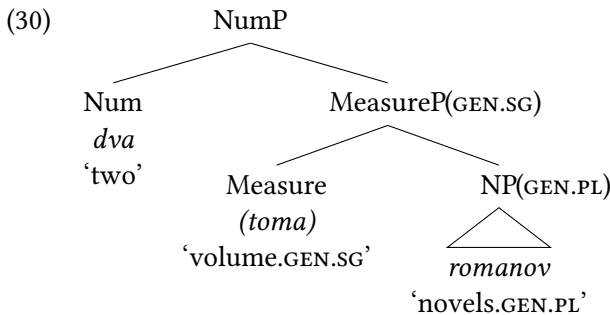 (30) NumP
Num MeasureP(GEN.SG)
dva
‘two’ Measure NP(GEN.PL)
(toma)
‘volume.GEN.SG’ romanov
‘novels.GEN.PL’